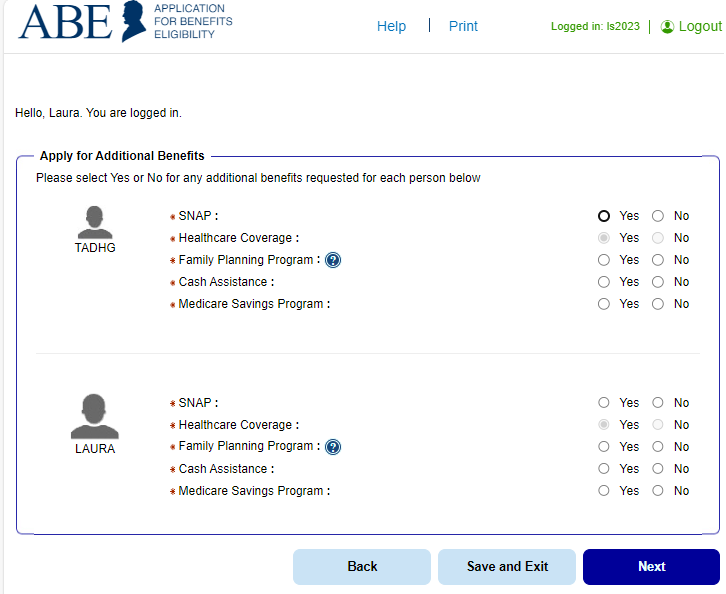 ABE APPLICATION
FOR BENEFITS
ELIGIBILITY
Help | Print
Logged in: ls2023 | Logout
Hello, Laura. You are logged in.
Apply for Additional Benefits
Please select Yes or No for any additional benefits requested for each person below
TADHG
* SNAP : Yes No
* Healthcare Coverage : Yes No
* Family Planning Program : ? Yes No
* Cash Assistance : Yes No
* Medicare Savings Program : Yes No
LAURA
* SNAP : Yes No
* Healthcare Coverage : Yes No
* Family Planning Program : ? Yes No
* Cash Assistance : Yes No
* Medicare Savings Program : Yes No
Back Save and Exit Next